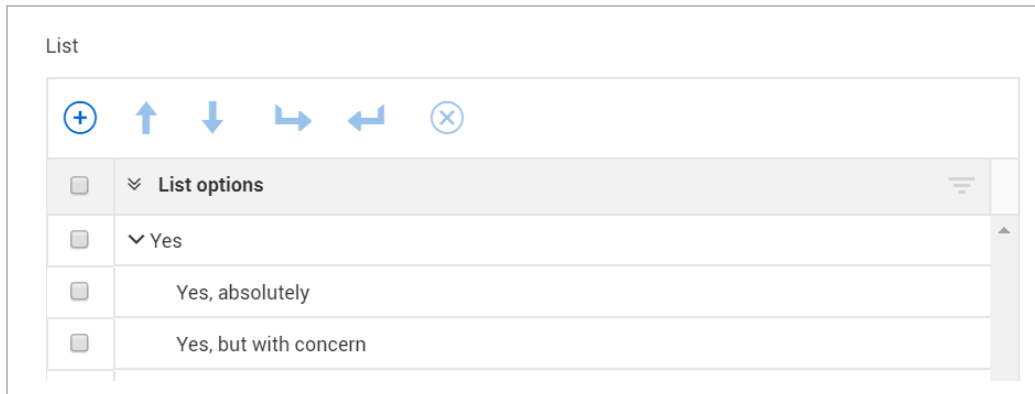 List
List options
Yes
Yes, absolutely
Yes, but with concern